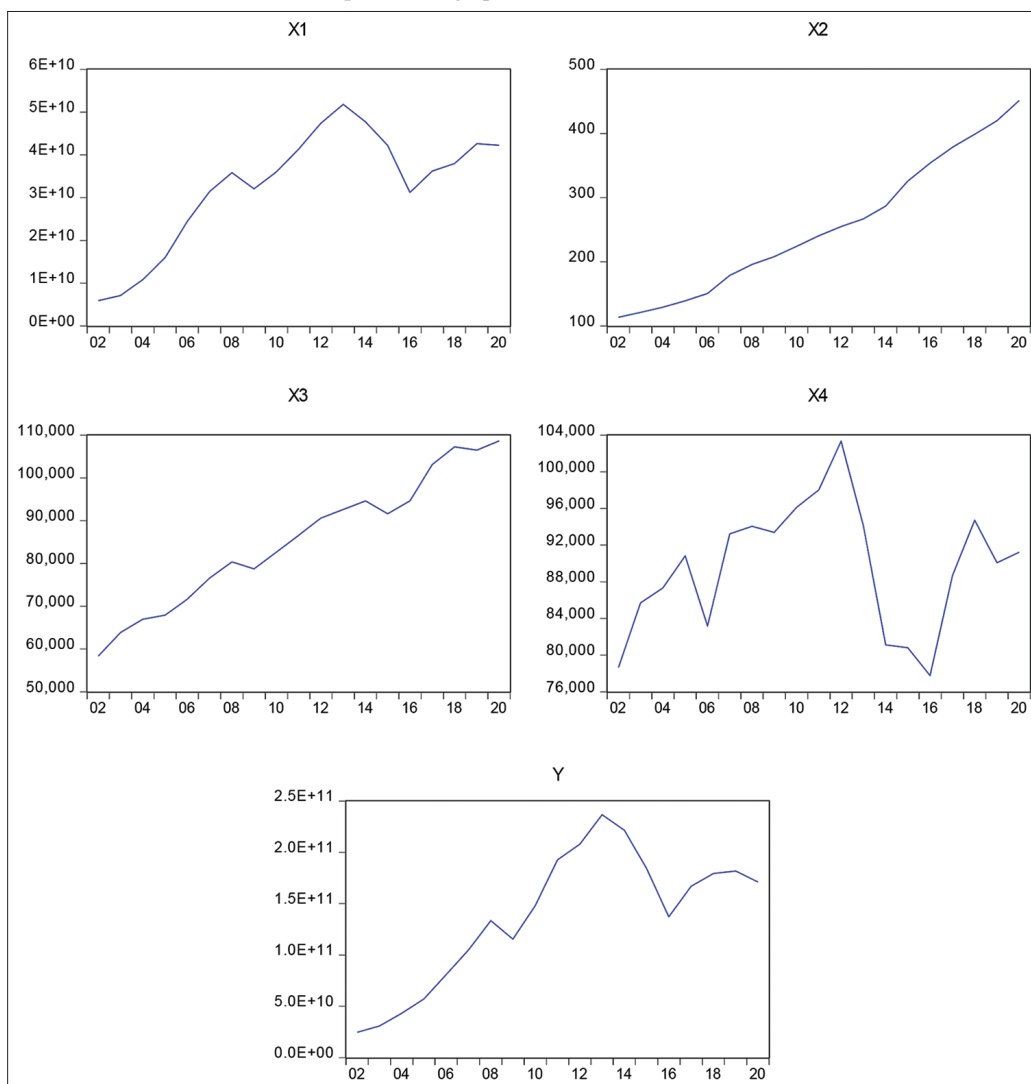 X1
6E+10
5E+10
4E+10
3E+10
2E+10
1E+10
0E+00
02 04 06 08 10 12 14 16 18 20
X2
500
400
300
200
100
02 04 06 08 10 12 14 16 18 20
X3
110,000
100,000
90,000
80,000
70,000
60,000
50,000
02 04 06 08 10 12 14 16 18 20
X4
104,000
100,000
96,000
92,000
88,000
84,000
80,000
76,000
02 04 06 08 10 12 14 16 18 20
Y
2.5E+11
2.0E+11
1.5E+11
1.0E+11
5.0E+10
0.0E+00
02 04 06 08 10 12 14 16 18 20